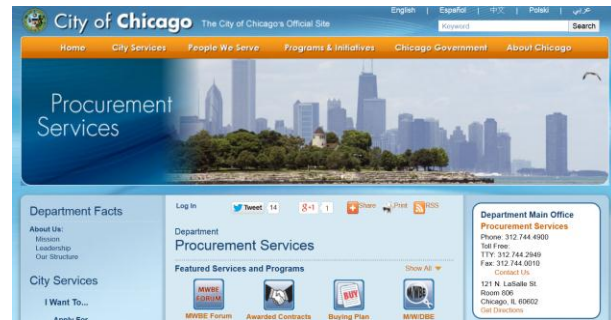 English | Español | 中文 | Polski | عربي
City of Chicago The City of Chicago's Official Site
Keyword Search
Home City Services People We Serve Programs & Initiatives Chicago Government About Chicago
Procurement
Services
Department Facts
About Us:
Mission
Leadership
Our Structure
City Services
I Want To...
Apply For
Log In Tweet 14 g+1 1 Share Print RSS
Department
Procurement Services
Featured Services and Programs Show All
MWBE
FORUM
BUY
M/W/DBE
MWBE Forum Awarded Contracts Buying Plan M/W/DBE
Department Main Office
Procurement Services
Phone: 312.744.4900
Toll Free:
TTY: 312.744.2949
Fax: 312.744.0010
Contact Us
121 N. LaSalle St.
Room 806
Chicago, IL 60602
Get Directions